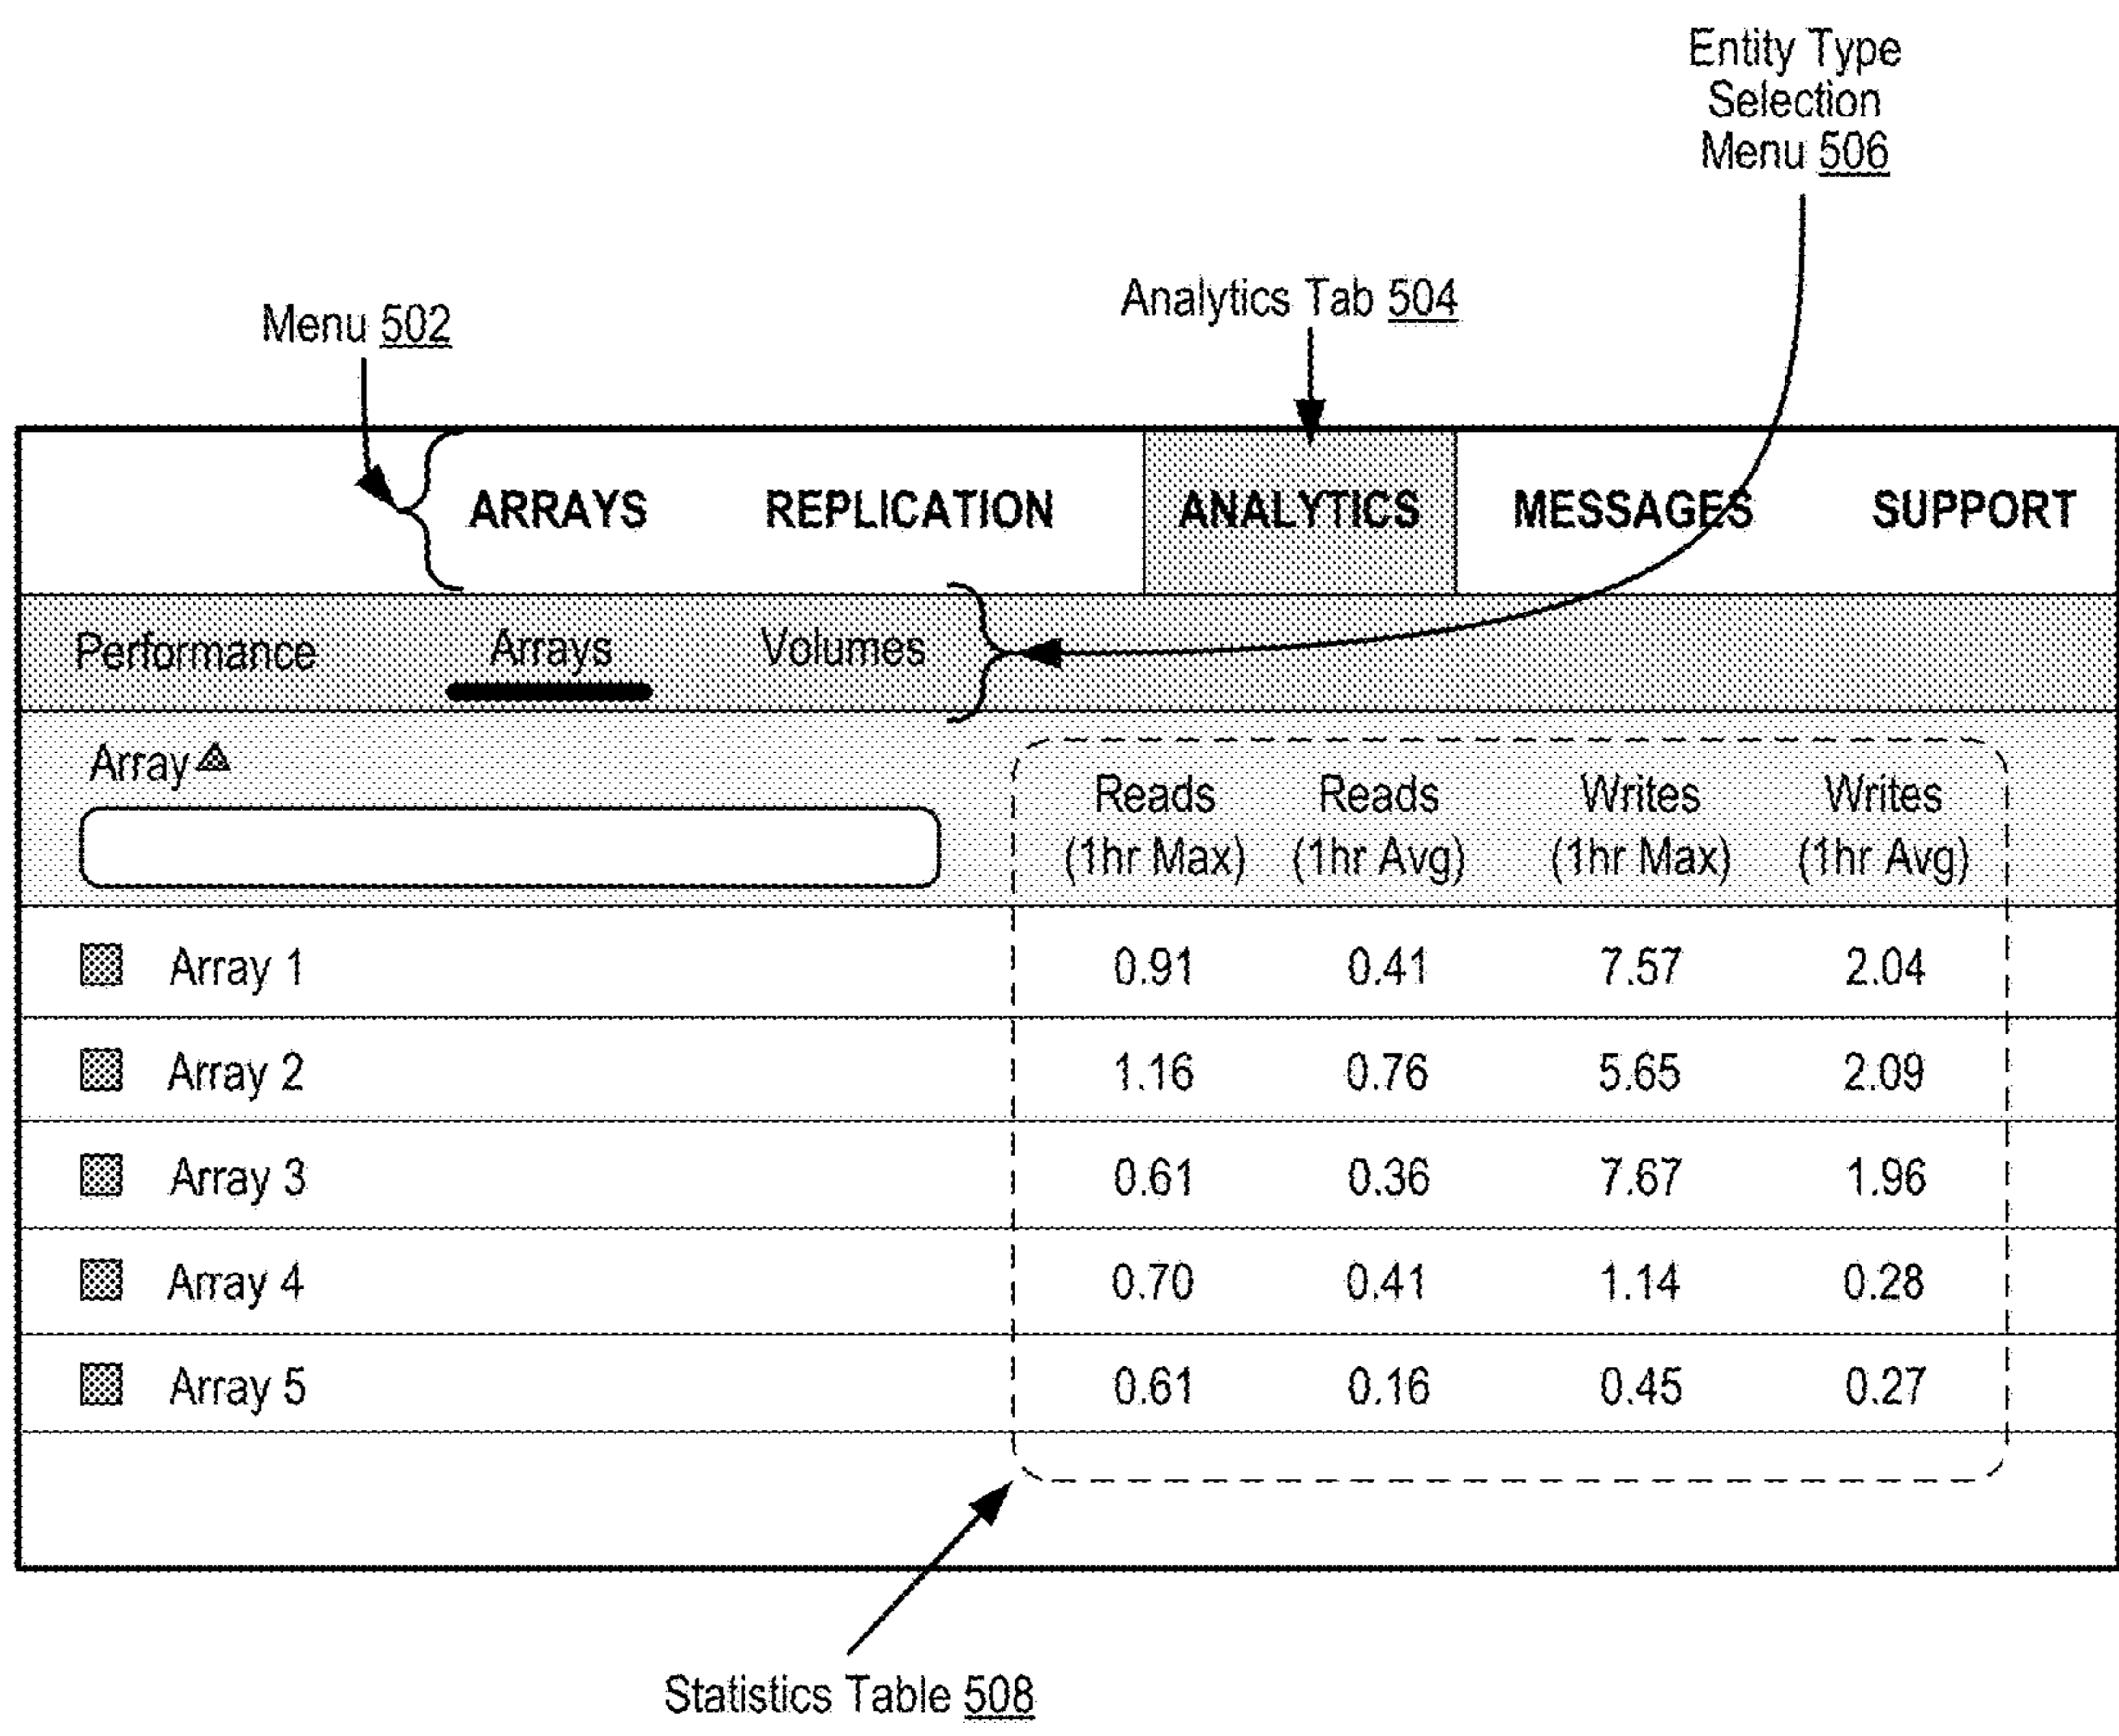 Entity Type
Selection
Menu 506
Analytics Tab 504
Menu 502
ARRAYS REPLICATION ANALYTICS MESSAGES SUPPORT
Performance Arrays Volumes
Array
Reads Reads Writes Writes
(1hr Max) (1hr Avg) (1hr Max) (1hr Avg)
Array 1 0.91 0.41 7.57 2.04
Array 2 1.16 0.76 5.65 2.09
Array 3 0.61 0.36 7.67 1.96
Array 4 0.70 0.41 1.14 0.28
Array 5 0.61 0.16 0.45 0.27
Statistics Table 508